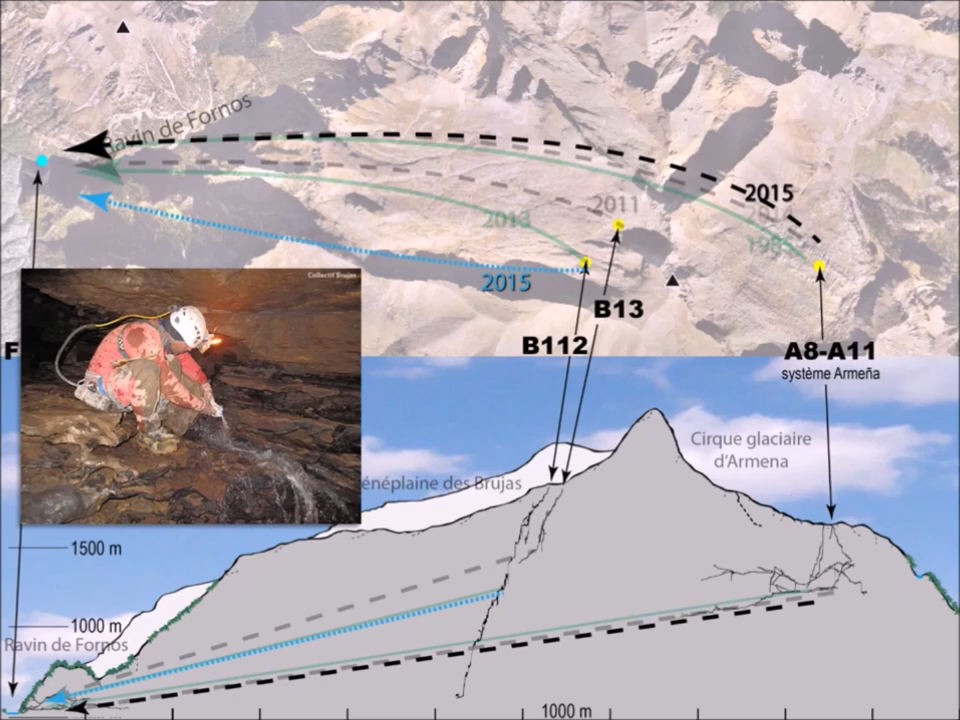 Ravin de Fornos
2015
2011
2013
1985
2015
Collectif Brujas
B13
B112
F
A8-A11
système Armeña
Cirque glaciaire
d'Armena
énéplaine des Brujas
1500 m
1000 m
Ravin de Fornos
1000 m